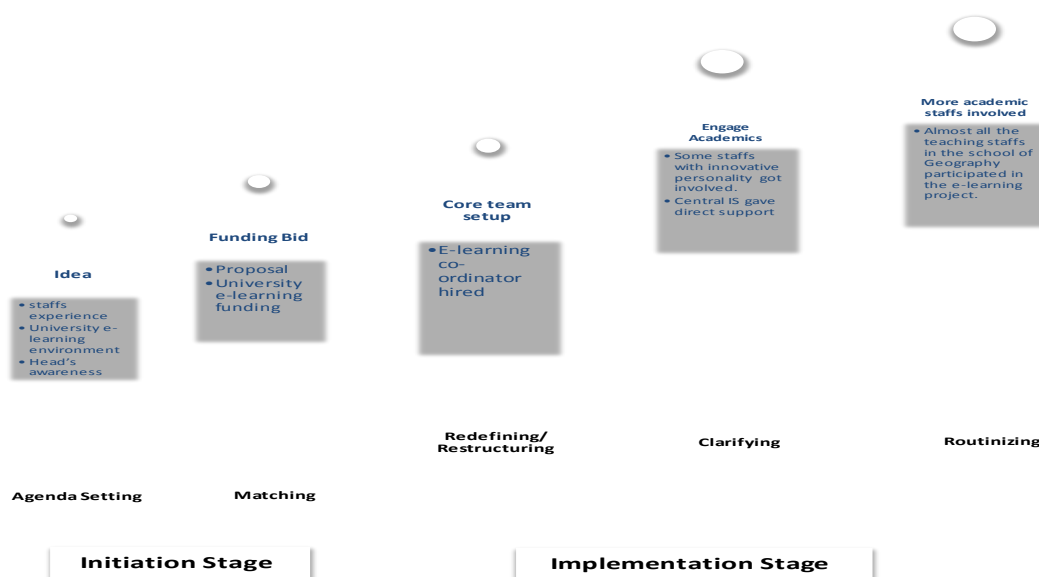 Idea
• staffs
experience
• University e-
learning
environment
• Head's
awareness
Funding Bid
• Proposal
• University
e-learning
funding
Core team
setup
• E-learning
co-
ordinator
hired
Engage
Academics
• Some staffs
with innovative
personality got
involved.
• Central IS gave
direct support
More academic
staffs involved
• Almost all the
teaching staffs
in the school of
Geography
participated in
the e-learning
project.
Agenda Setting
Matching
Redefining/
Restructuring
Clarifying
Routinizing
Initiation Stage
Implementation Stage